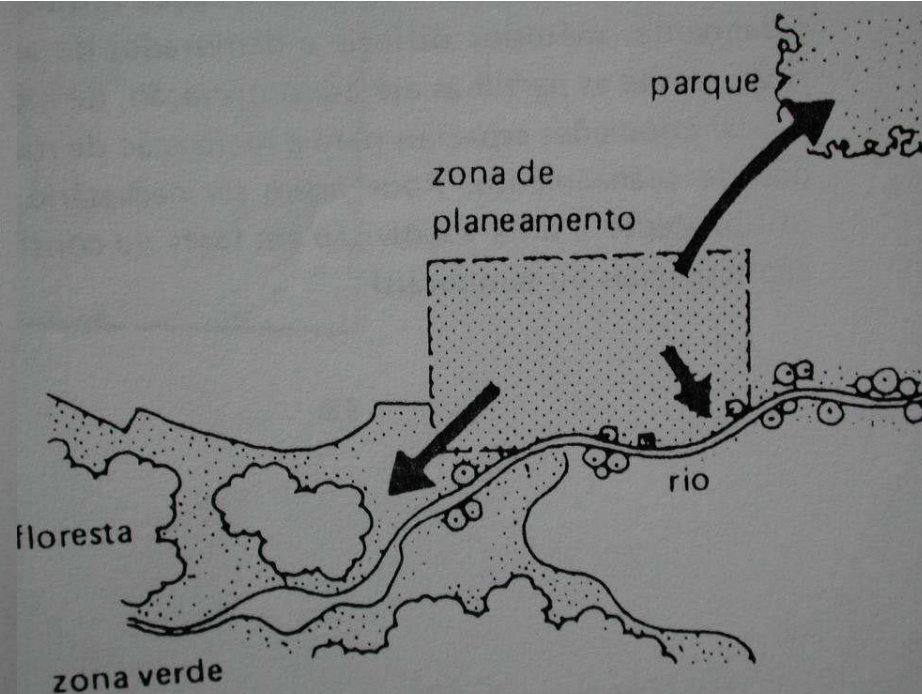 parque
zona de
planeamento
rio
floresta
zona verde